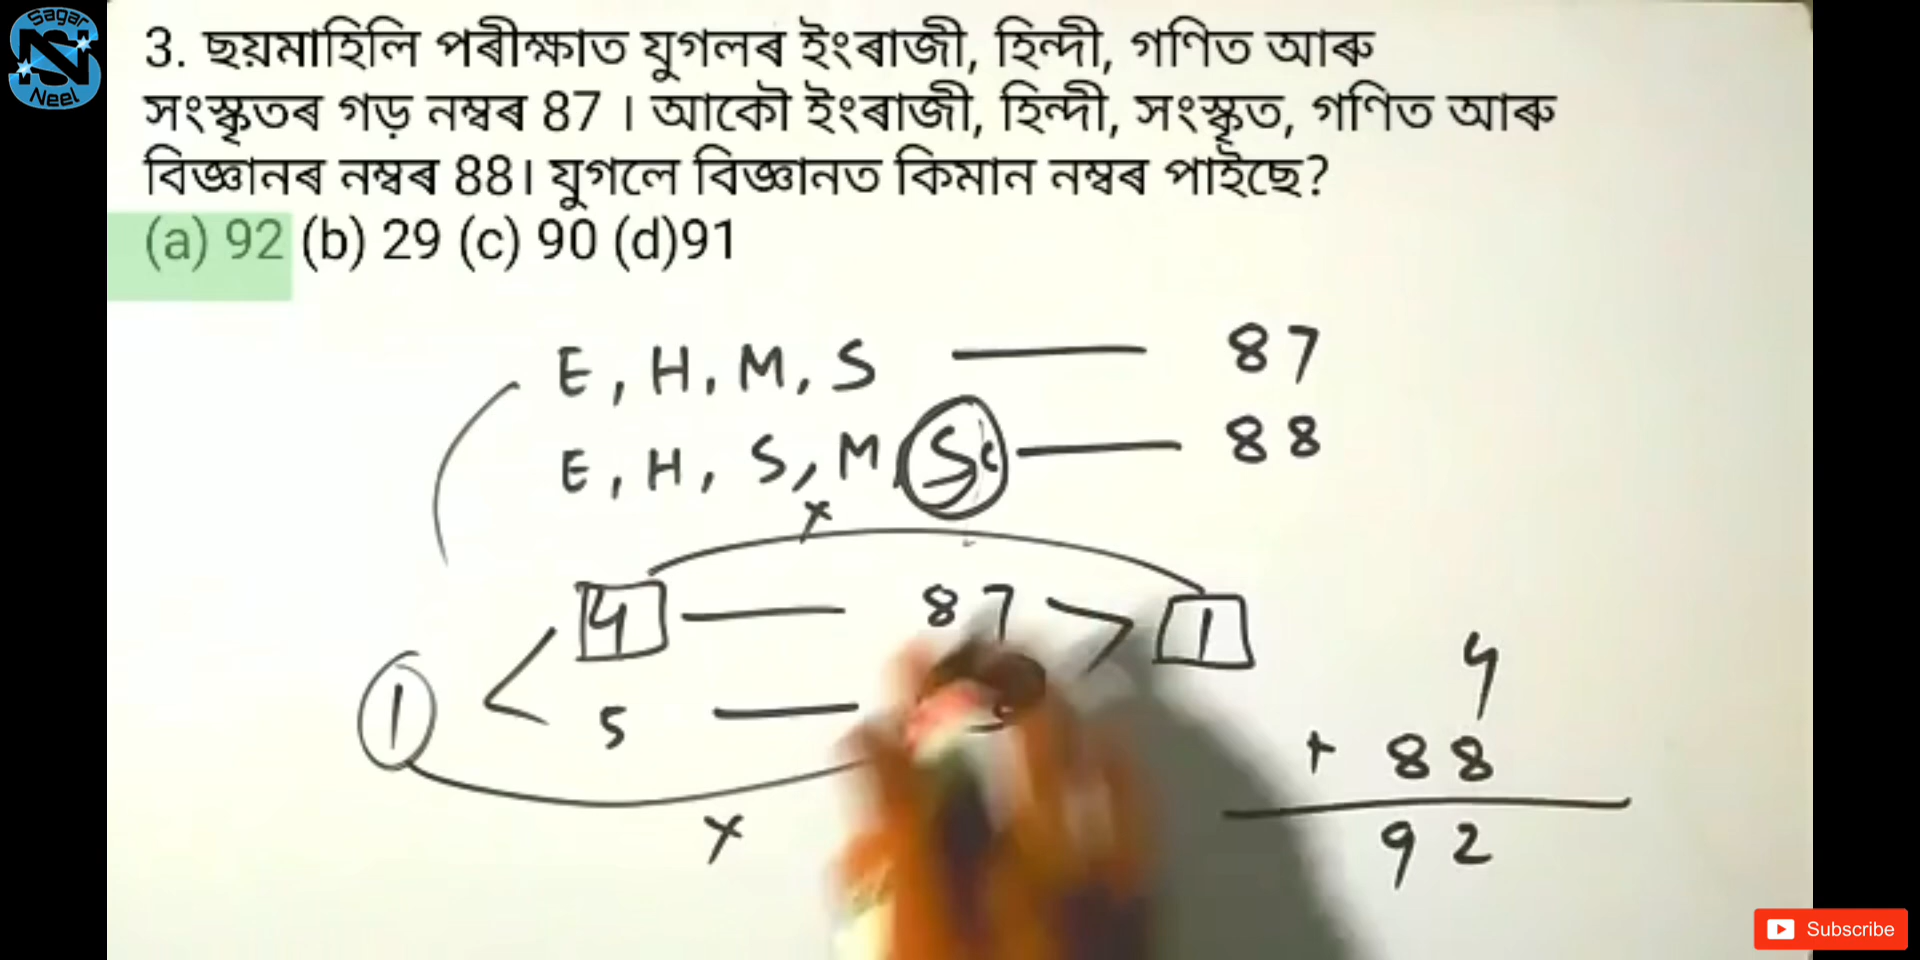 Sagar
NS
Neel
3. ছয়মাহিলি পৰীক্ষাত যুগলৰ ইংৰাজী, হিন্দী, গণিত আৰু
সংস্কৃতৰ গড় নম্বৰ 87 । আকৌ ইংৰাজী, হিন্দী, সংস্কৃত, গণিত আৰু
বিজ্ঞানৰ নম্বৰ 88। যুগলে বিজ্ঞানত কিমান নম্বৰ পাইছে?
(a) 92 (b) 29 (c) 90 (d)91
E, H, M, S — 87
E, H, S, M, Sc — 88
x
4 — 87 > 1
1 < 5 —
x
4
+ 88
92
Subscribe